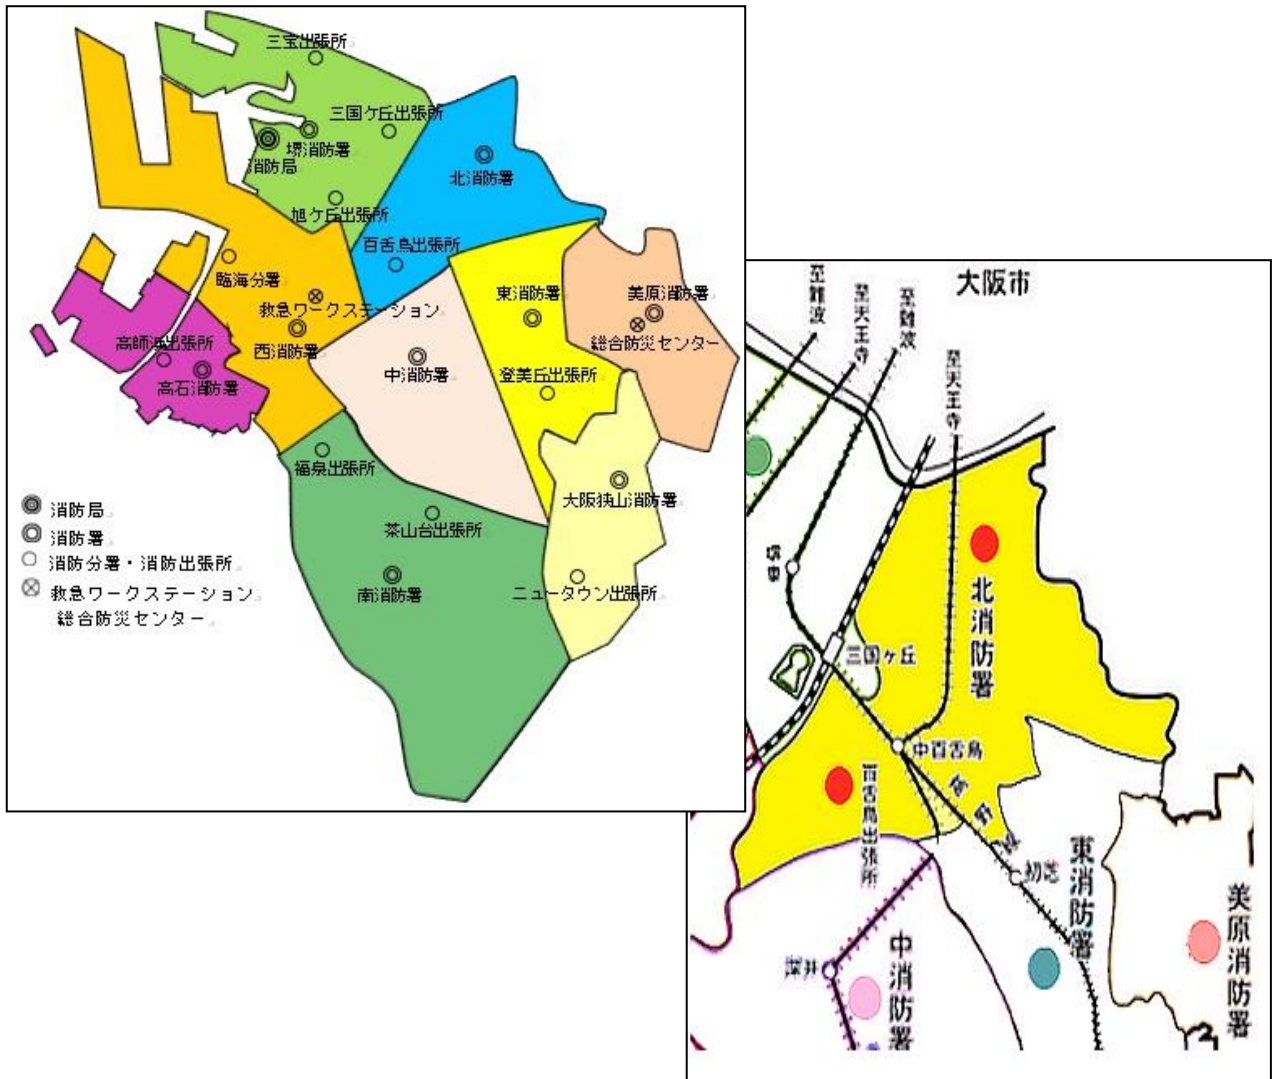 三宝出張所
三国ケ丘出張所
堺消防署
消防局
北消防署
旭ケ丘出張所
百舌鳥出張所
臨海分署
救急ワークステーション
西消防署
東消防署
美原消防署
総合防災センター
高師浜出張所
高石消防署
中消防署
登美丘出張所
福泉出張所
大阪狭山消防署
茶山台出張所
南消防署
ニュータウン出張所
消防局
消防署
消防分署・消防出張所
救急ワークステーション
総合防災センター
大阪市
至難波
至天王寺
至難波
至天王寺
堺東
北消防署
三国ヶ丘
中百舌鳥
百舌鳥出張所
高野線
初芝
東消防署
美原消防署
深井
中消防署